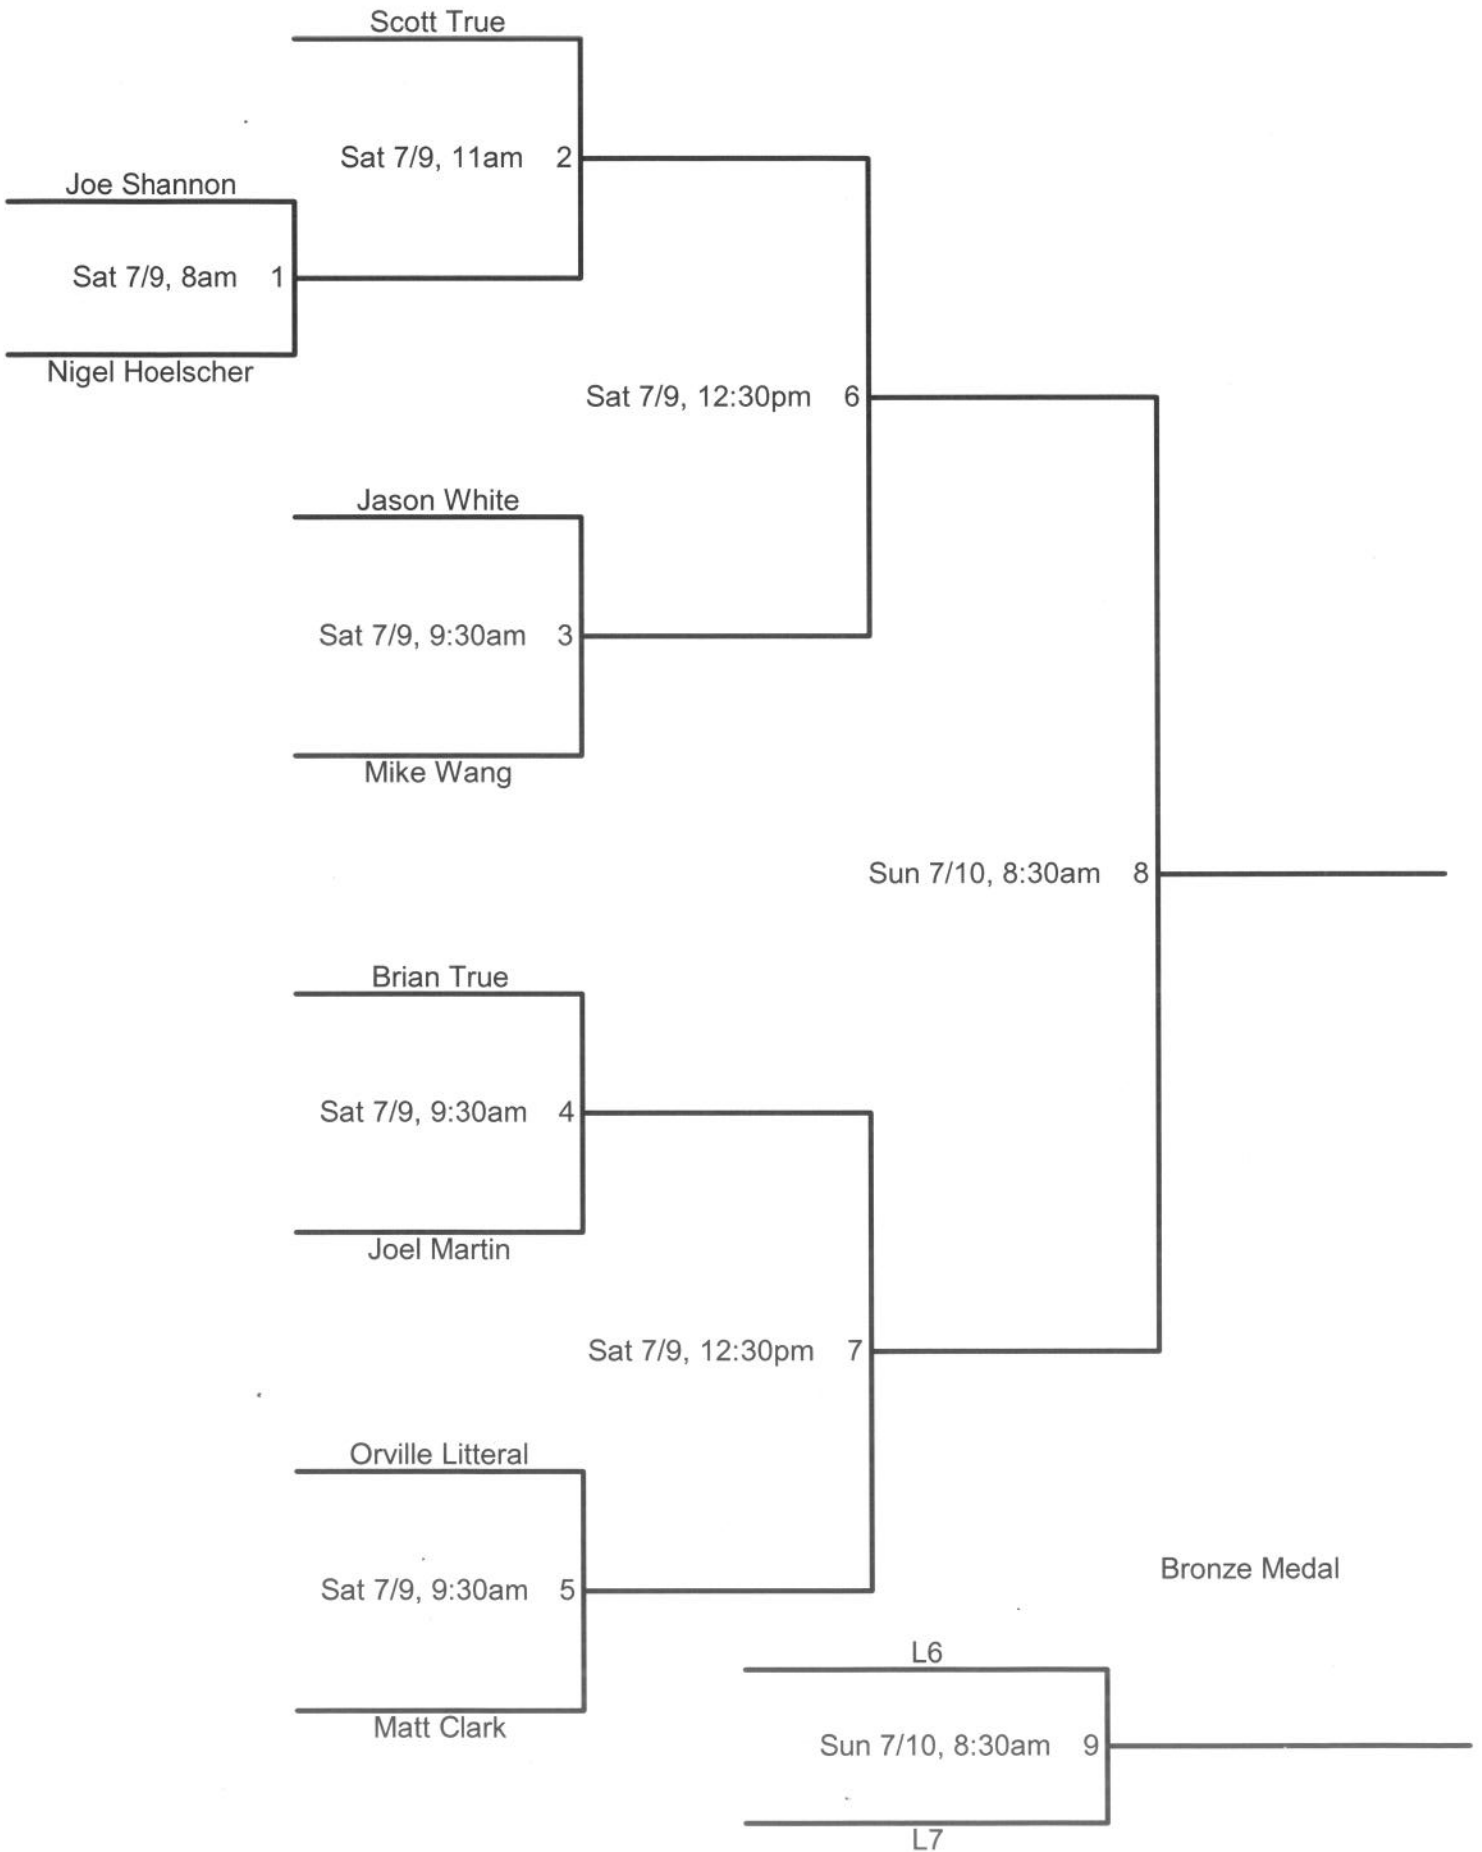 Scott True
Sat 7/9, 11am 2
Joe Shannon
Sat 7/9, 8am 1
Nigel Hoelscher
Sat 7/9, 12:30pm 6
Jason White
Sat 7/9, 9:30am 3
Mike Wang
Sun 7/10, 8:30am 8
Brian True
Sat 7/9, 9:30am 4
Joel Martin
Sat 7/9, 12:30pm 7
Orville Litteral
Sat 7/9, 9:30am 5
Matt Clark
Bronze Medal
L6
Sun 7/10, 8:30am 9
L7